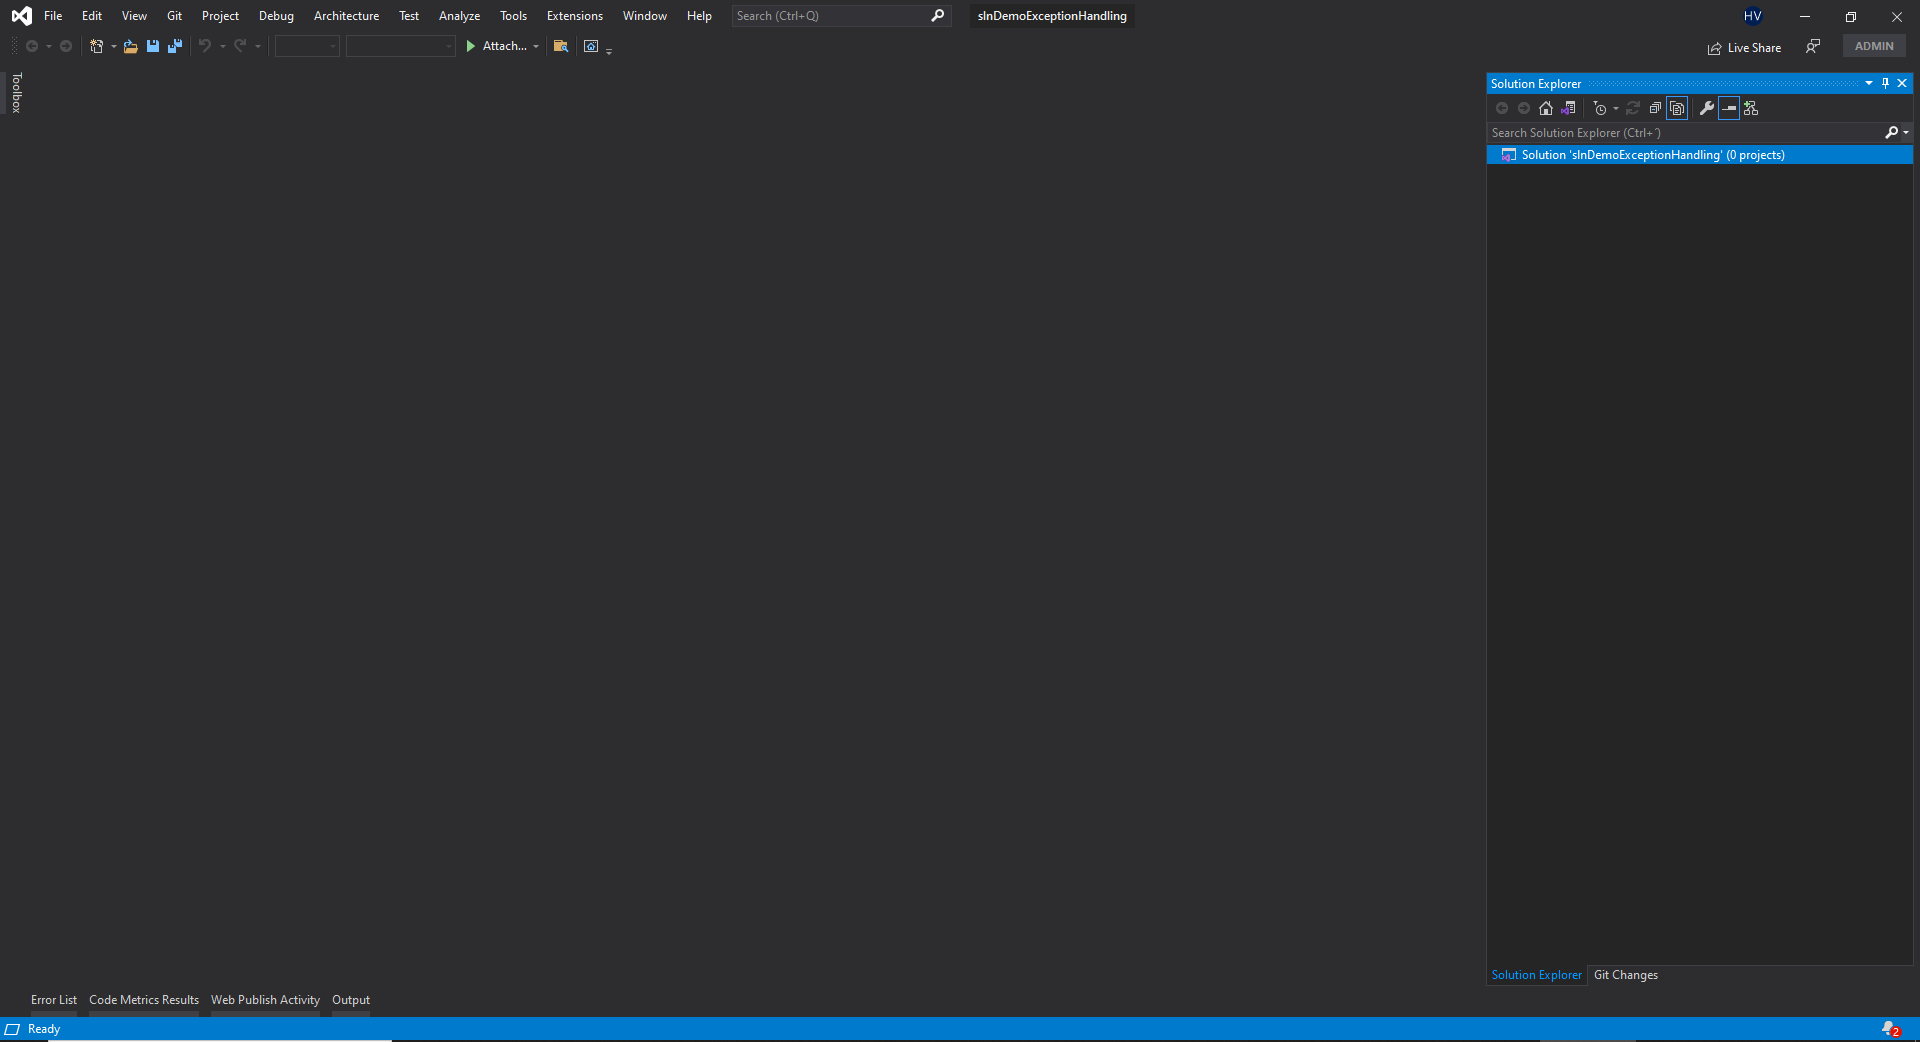 File Edit View Git Project Debug Architecture Test Analyze Tools Extensions Window Help Search (Ctrl+Q) slnDemoExceptionHandling HV
Attach... Live Share ADMIN
Toolbox
Solution Explorer
Search Solution Explorer (Ctrl+´)
Solution 'slnDemoExceptionHandling' (0 projects)
Solution Explorer Git Changes
Error List Code Metrics Results Web Publish Activity Output
Ready 2